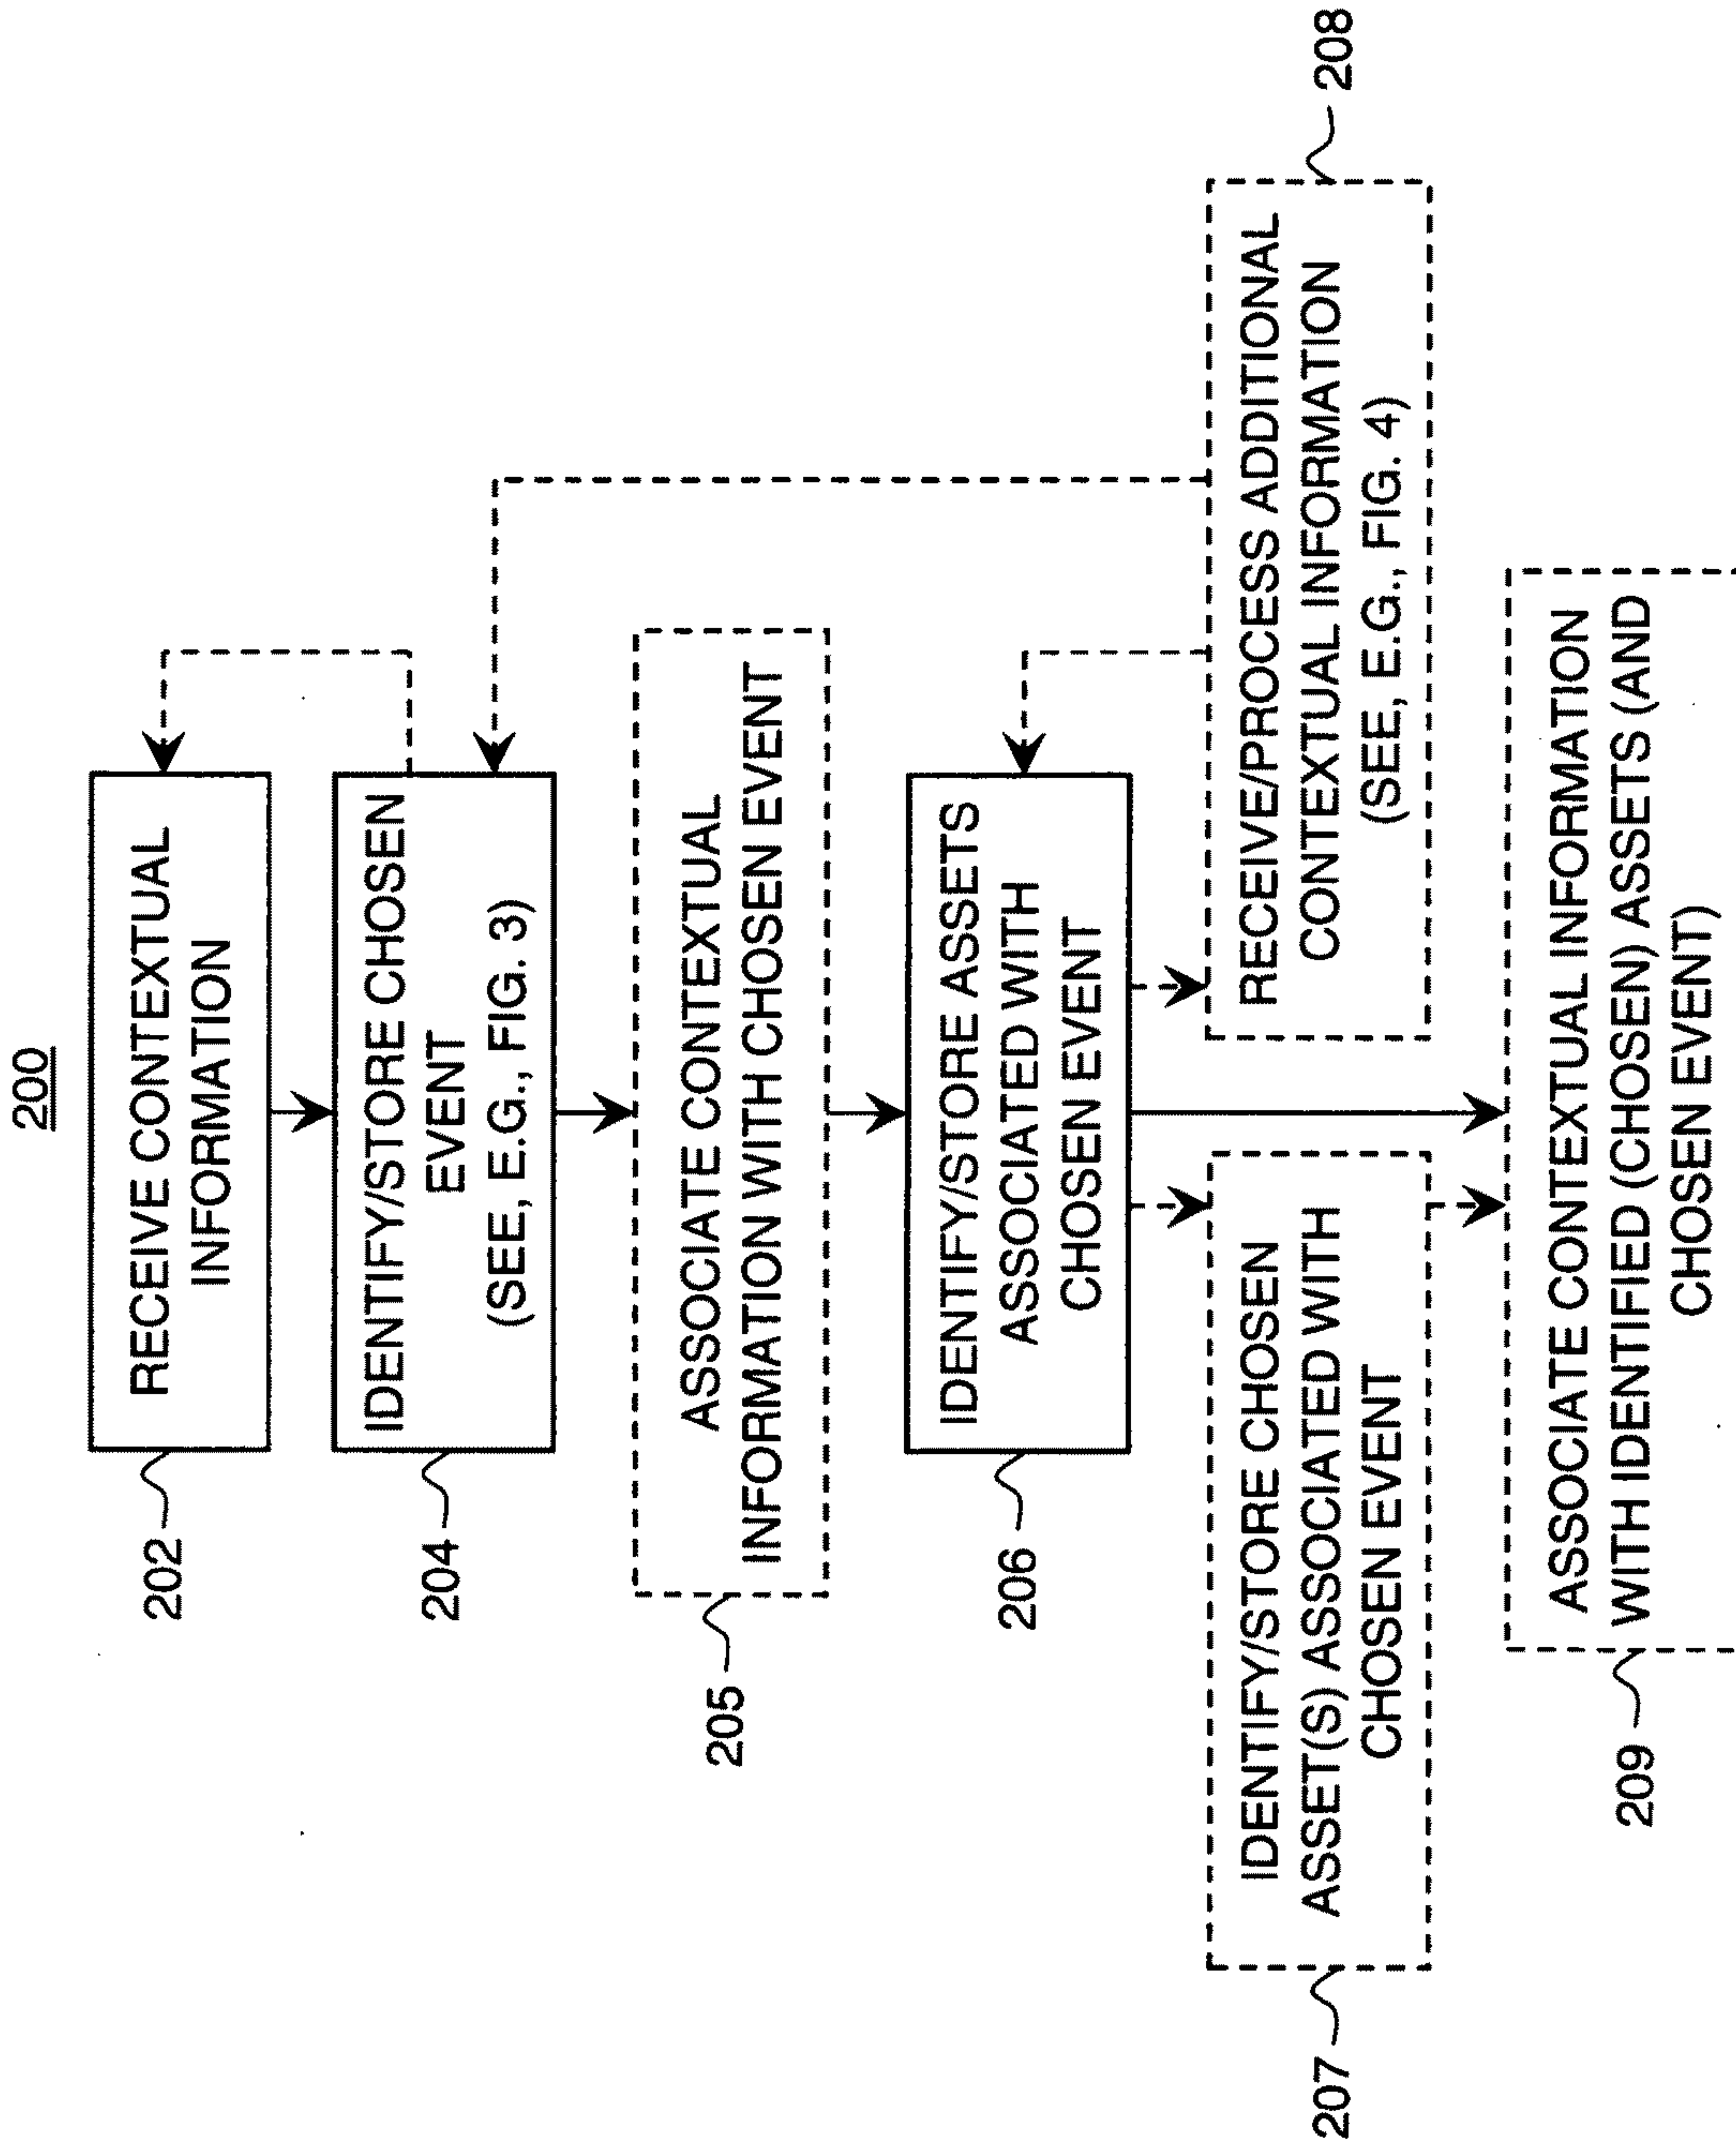 200
RECEIVE CONTEXTUAL
INFORMATION
202
IDENTIFY/STORE CHOSEN
EVENT
(SEE, E.G., FIG. 3)
204
ASSOCIATE CONTEXTUAL
INFORMATION WITH CHOSEN EVENT
205
IDENTIFY/STORE ASSETS
ASSOCIATED WITH
CHOSEN EVENT
206
IDENTIFY/STORE CHOSEN
ASSET(S) ASSOCIATED WITH
CHOSEN EVENT
207
RECEIVE/PROCESS ADDITIONAL
CONTEXTUAL INFORMATION
(SEE, E.G., FIG. 4)
208
ASSOCIATE CONTEXTUAL INFORMATION
WITH IDENTIFIED (CHOSEN) ASSETS (AND
CHOSEN EVENT)
209